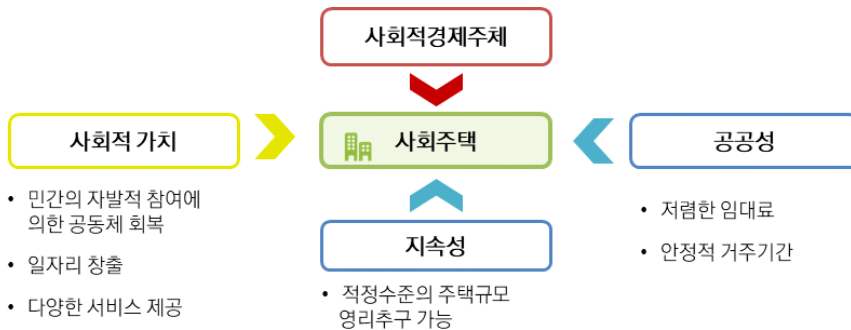 사회적경제주체
사회적 가치
사회주택
공공성
• 민간의 자발적 참여에
의한 공동체 회복
• 일자리 창출
• 다양한 서비스 제공
지속성
• 적정수준의 주택규모
영리추구 가능
• 저렴한 임대료
• 안정적 거주기간